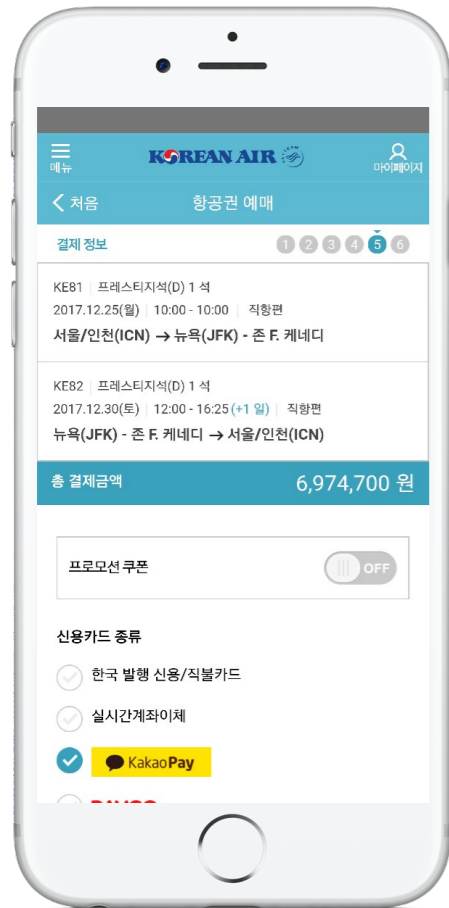 메뉴
KOREAN AIR
마이페이지
처음
항공권 예매
결제 정보
1 2 3 4 5 6
KE81 | 프레스티지석(D) 1 석
2017.12.25(월) | 10:00 - 10:00 | 직항편
서울/인천(ICN) → 뉴욕(JFK) - 존 F. 케네디
KE82 | 프레스티지석(D) 1 석
2017.12.30(토) | 12:00 - 16:25 (+1 일) | 직항편
뉴욕(JFK) - 존 F. 케네디 → 서울/인천(ICN)
총 결제금액
6,974,700 원
프로모션 쿠폰
OFF
신용카드 종류
한국 발행 신용/직불카드
실시간계좌이체
KakaoPay